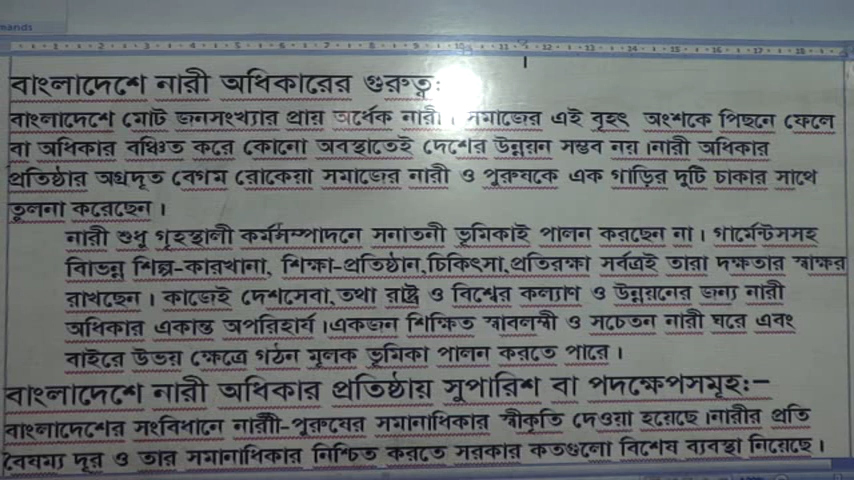 mands
বাংলাদেশে নারী অধিকারের গুরুত্ব:
বাংলাদেশে মোট জনসংখ্যার প্রায় অর্ধেক নারী। সমাজের এই বৃহৎ অংশকে পিছনে ফেলে
বা অধিকার বঞ্চিত করে কোনো অবস্থাতেই দেশের উন্নয়ন সম্ভব নয় ।নারী অধিকার
প্রতিষ্ঠার অগ্রদূত বেগম রোকেয়া সমাজের নারী ও পুরুষকে এক গাড়ির দুটি চাকার সাথে
তুলনা করেছেন ।
নারী শুধু গৃহস্থালী কর্মসম্পাদনে সনাতনী ভূমিকাই পালন করছেন না । গার্মেন্টসসহ
বিভিন্ন শিল্প-কারখানা, শিক্ষা-প্রতিষ্ঠান,চিকিৎসা,প্রতিরক্ষা সর্বত্রই তারা দক্ষতার স্বাক্ষর
রাখছেন । কাজেই দেশসেবা,তথা রাষ্ট্র ও বিশ্বের কল্যাণ ও উন্নয়নের জন্য নারী
অধিকার একান্ত অপরিহার্য ।একজন শিক্ষিত স্বাবলম্বী ও সচেতন নারী ঘরে এবং
বাইরে উভয় ক্ষেত্রে গঠন মূলক ভূমিকা পালন করতে পারে ।
বাংলাদেশে নারী অধিকার প্রতিষ্ঠায় সুপারিশ বা পদক্ষেপসমূহ:-
বাংলাদেশের সংবিধানে নারীী-পুরুষের সমানাধিকার স্বীকৃতি দেওয়া হয়েছে ।নারীর প্রতি
বৈষম্য দূর ও তার সমানাধিকার নিশ্চিত করতে সরকার কতগুলো বিশেষ ব্যবস্থা নিয়েছে ।